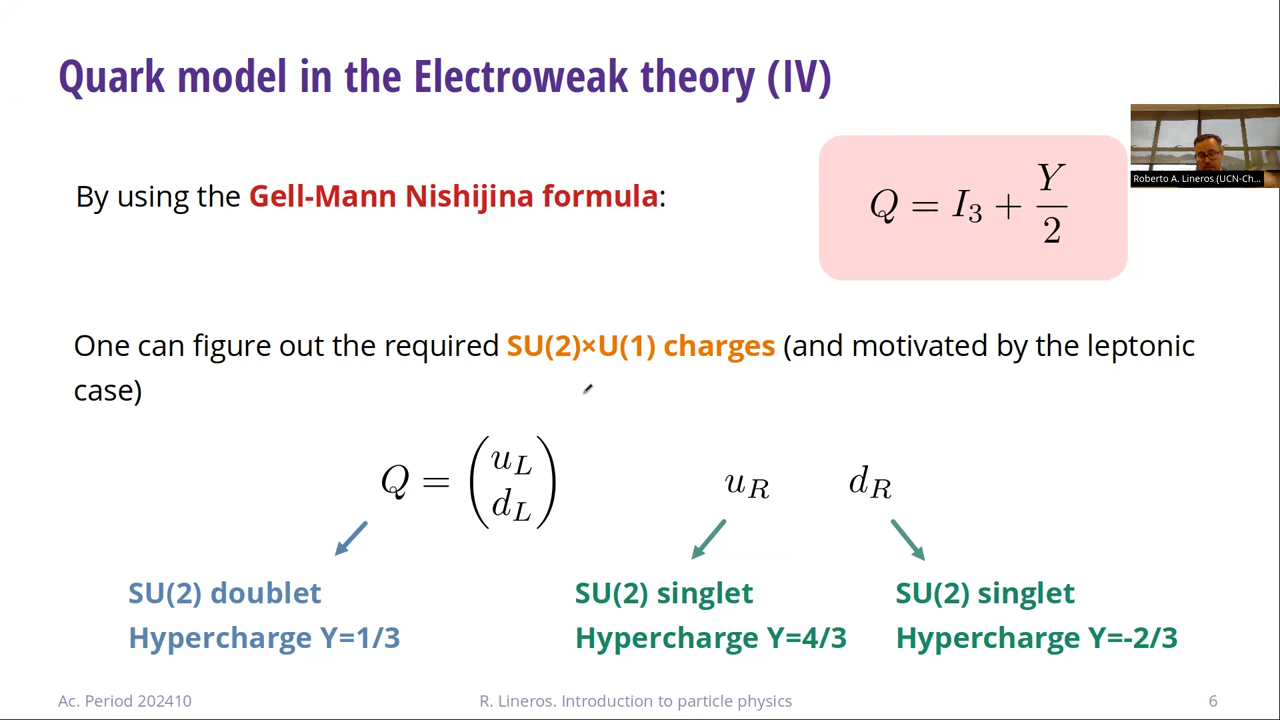 Quark model in the Electroweak theory (IV)
By using the Gell-Mann Nishijina formula:
Q = I₃ + Y/2
Roberto A. Lineros (UCN-Ch...
One can figure out the required SU(2)×U(1) charges (and motivated by the leptonic
case)
Q = (u_L
d_L)
u_R d_R
SU(2) doublet
Hypercharge Y=1/3
SU(2) singlet
Hypercharge Y=4/3
SU(2) singlet
Hypercharge Y=-2/3
Ac. Period 202410
R. Lineros. Introduction to particle physics
6